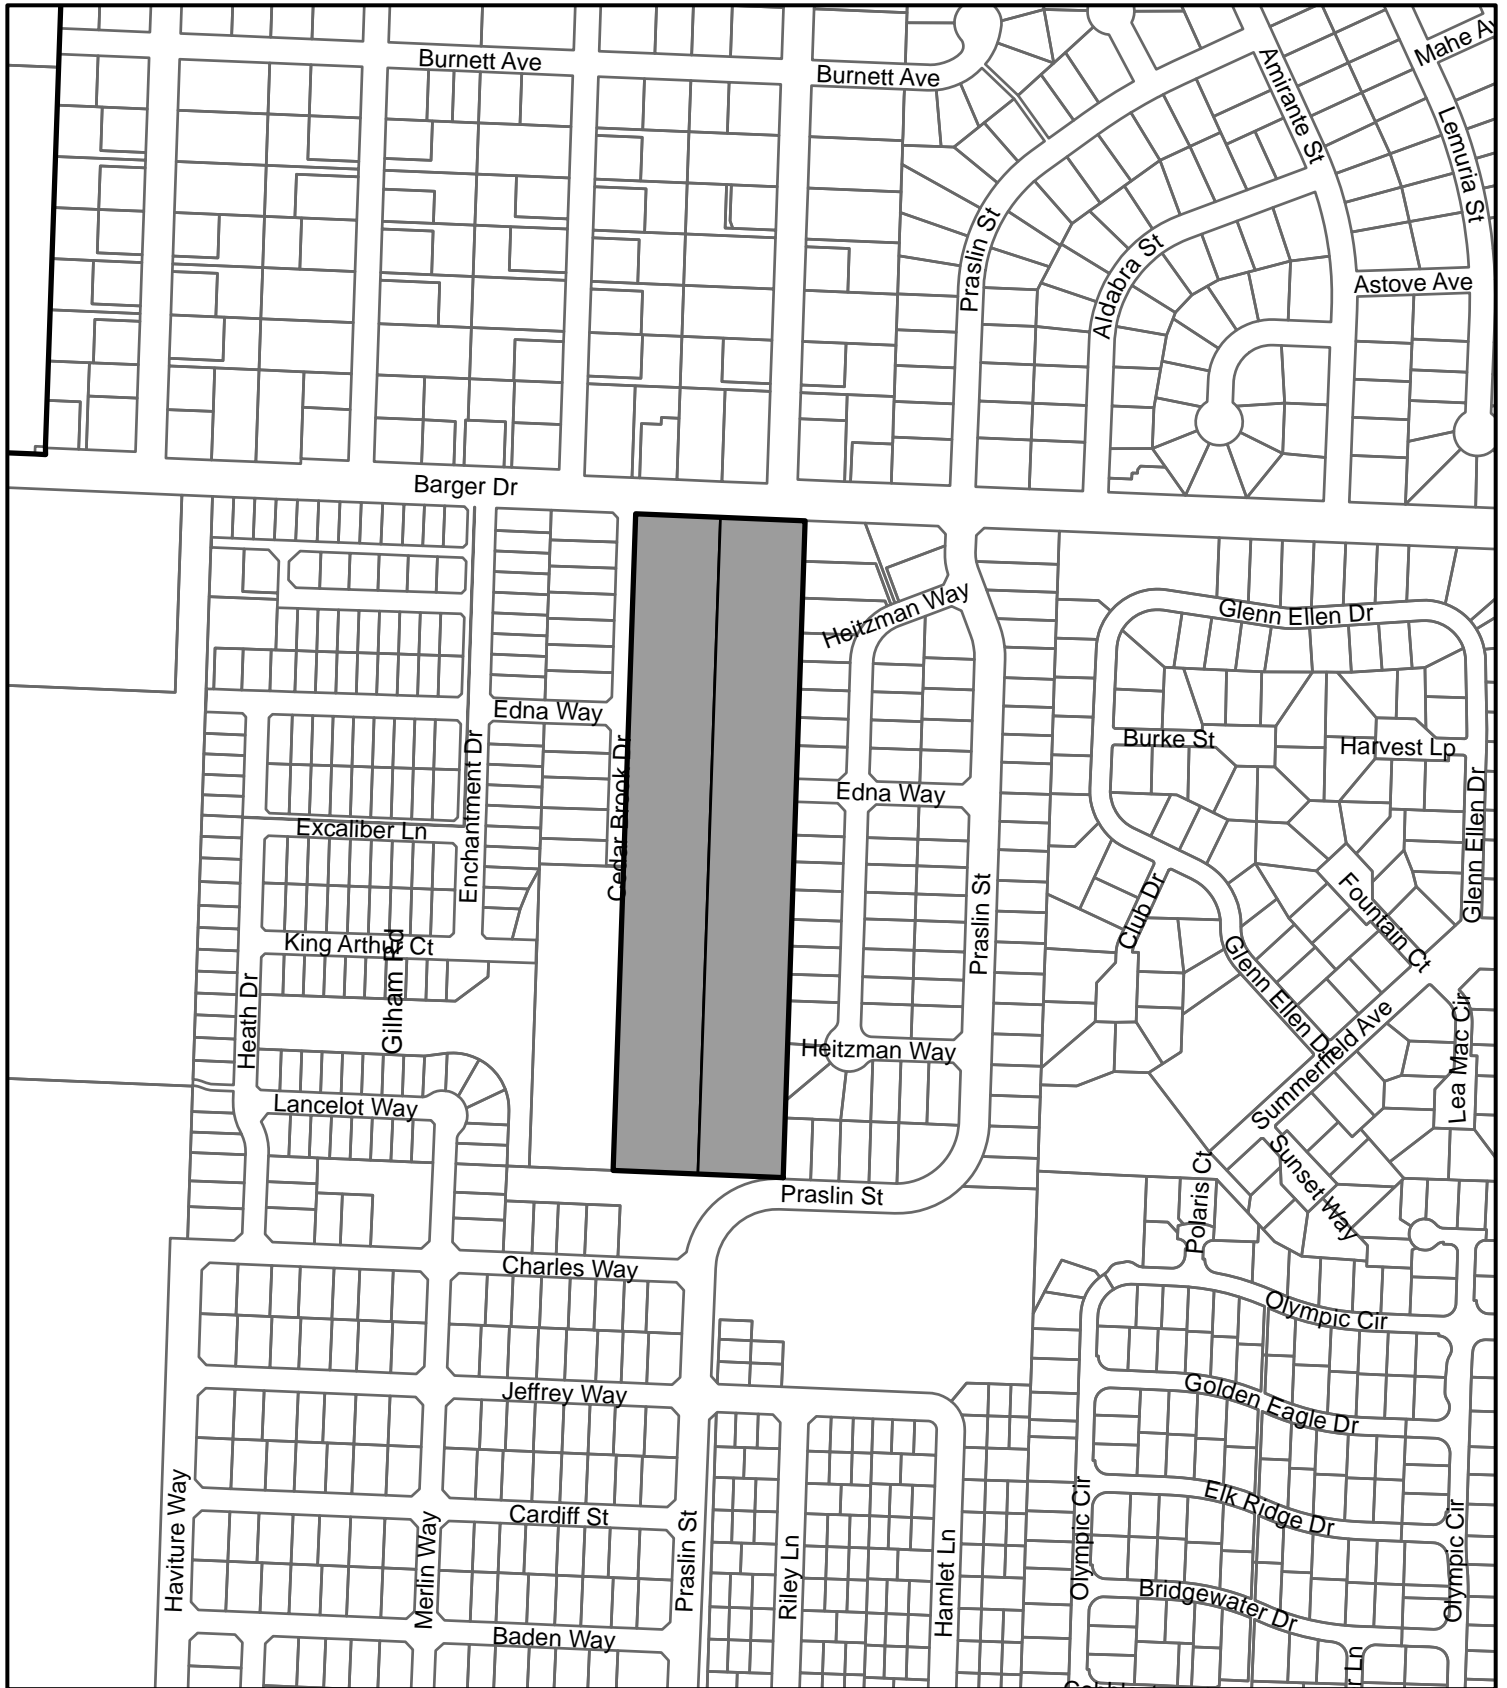 Burnett Ave
Burnett Ave
Amirante St
Lemuria St
Praslin St
Aldabra St
Astove Ave
Barger Dr
Heitzman Way
Glenn Ellen Dr
Edna Way
Burke St
Harvest Lp
Enchantment Dr
Cedar Brook Dr
Edna Way
Glenn Ellen Dr
Excaliber Ln
Praslin St
Club Dr
Fountain Ct
King Arthur Ct
Gilham Rd
Heath Dr
Glenn Ellen Dr
Summerfield Ave
Lea Mac Cir
Heitzman Way
Lancelot Way
Sunset Way
Polaris Ct
Praslin St
Charles Way
Olympic Cir
Jeffrey Way
Golden Eagle Dr
Haviture Way
Merlin Way
Cardiff St
Praslin St
Riley Ln
Hamlet Ln
Olympic Cir
Elk Ridge Dr
Olympic Cir
Bridgewater Dr
Baden Way